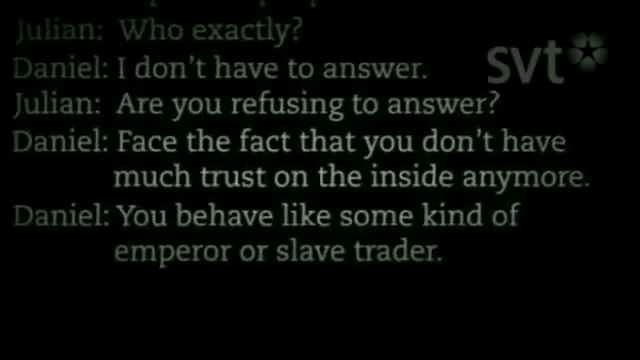 Julian: Who exactly?
svt
Daniel: I don't have to answer.
Julian: Are you refusing to answer?
Daniel: Face the fact that you don't have
much trust on the inside anymore.
Daniel: You behave like some kind of
emperor or slave trader.